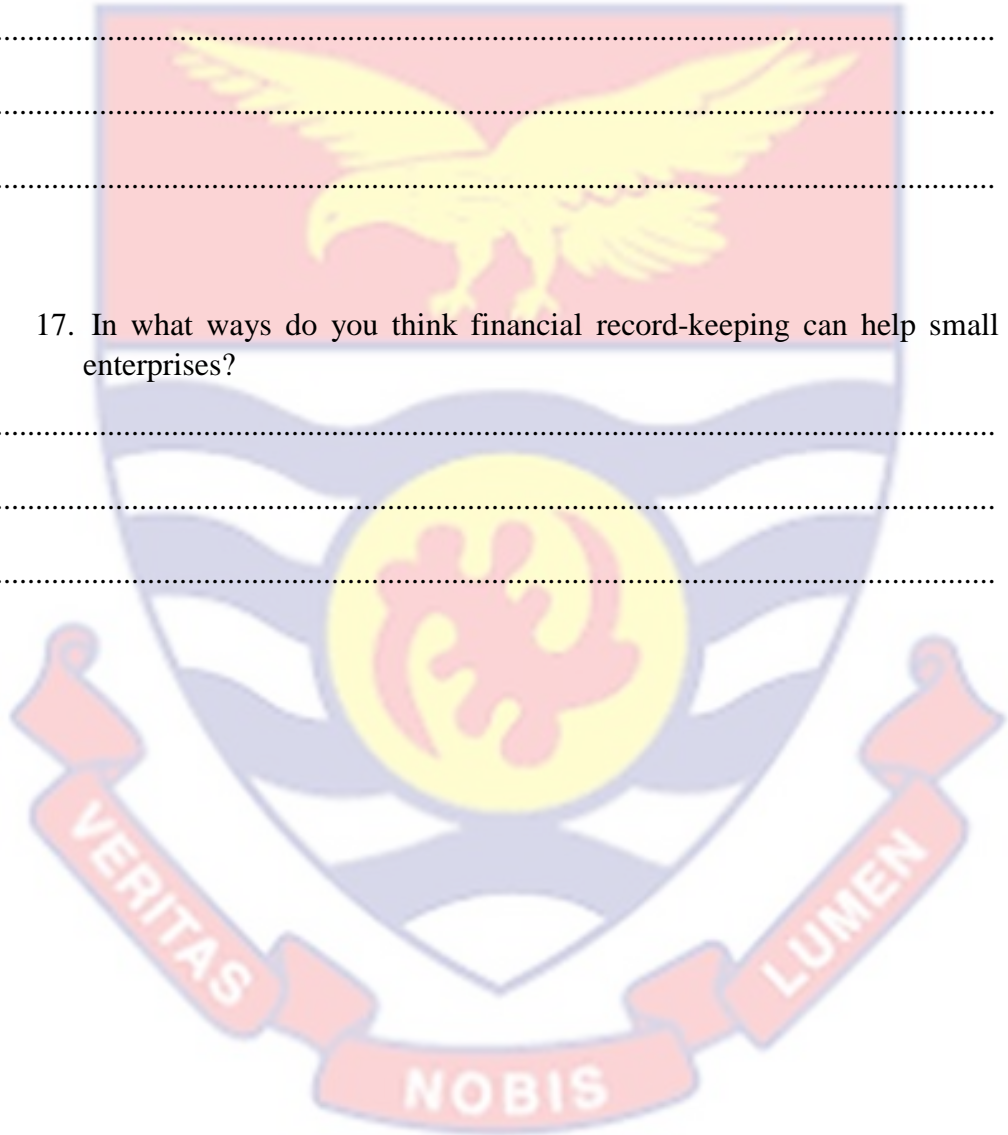 ...............................................................................................................................
...............................................................................................................................
...............................................................................................................................
17. In what ways do you think financial record-keeping can help small
enterprises?
...............................................................................................................................
...............................................................................................................................
...............................................................................................................................
VERITAS
NOBIS
LUMEN